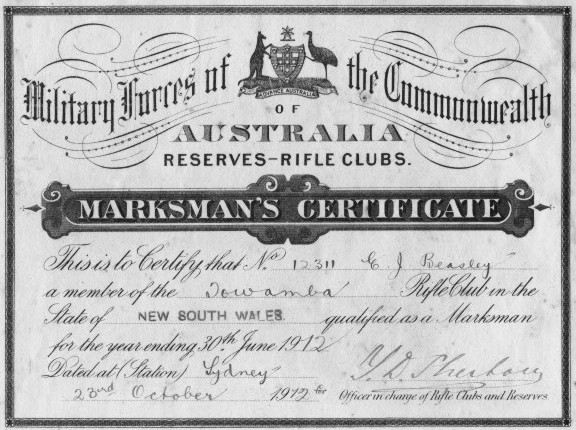 Military Forces of the Commonwealth
ADVANCE AUSTRALIA
OF
AUSTRALIA
RESERVES-RIFLE CLUBS.
MARKSMAN'S CERTIFICATE
This is to Certify that No 12311 E. J Beasley
a member of the Towamba Rifle Club in the
State of NEW SOUTH WALES. qualified as a Marksman
for the year ending 30th June 1912
Dated at (Station) Sydney
23rd October 1912 for Officer in charge of Rifle Clubs and Reserves